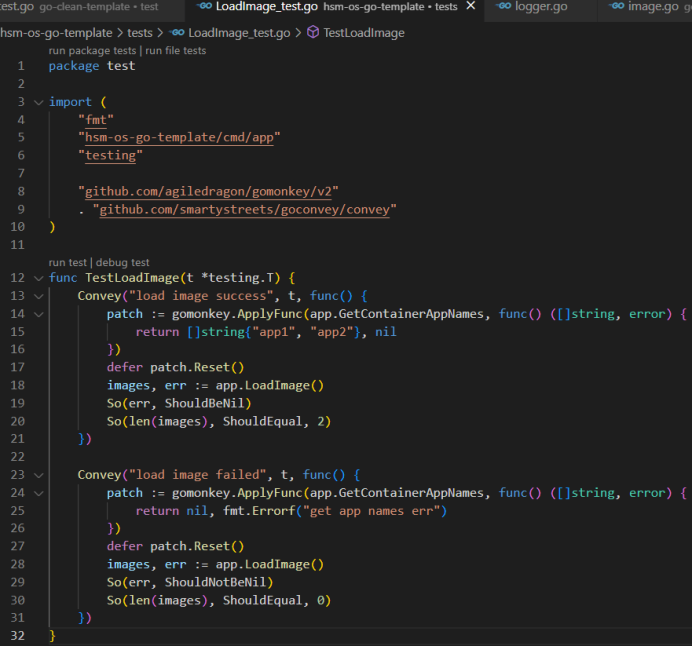 test.go go-clean-template • test LoadImage_test.go hsm-os-go-template • tests logger.go image.go
hsm-os-go-template > tests > LoadImage_test.go > TestLoadImage
run package tests | run file tests
1 package test
2
3 import (
4 "fmt"
5 "hsm-os-go-template/cmd/app"
6 "testing"
7
8 "github.com/agiledragon/gomonkey/v2"
9 . "github.com/smartystreets/goconvey/convey"
10 )
11
run test | debug test
12 func TestLoadImage(t *testing.T) {
13 Convey("load image success", t, func() {
14 patch := gomonkey.ApplyFunc(app.GetContainerAppNames, func() ([]string, error) {
15 return []string{"app1", "app2"}, nil
16 })
17 defer patch.Reset()
18 images, err := app.LoadImage()
19 So(err, ShouldBeNil)
20 So(len(images), ShouldEqual, 2)
21 })
22
23 Convey("load image failed", t, func() {
24 patch := gomonkey.ApplyFunc(app.GetContainerAppNames, func() ([]string, error) {
25 return nil, fmt.Errorf("get app names err")
26 })
27 defer patch.Reset()
28 images, err := app.LoadImage()
29 So(err, ShouldNotBeNil)
30 So(len(images), ShouldEqual, 0)
31 })
32 }